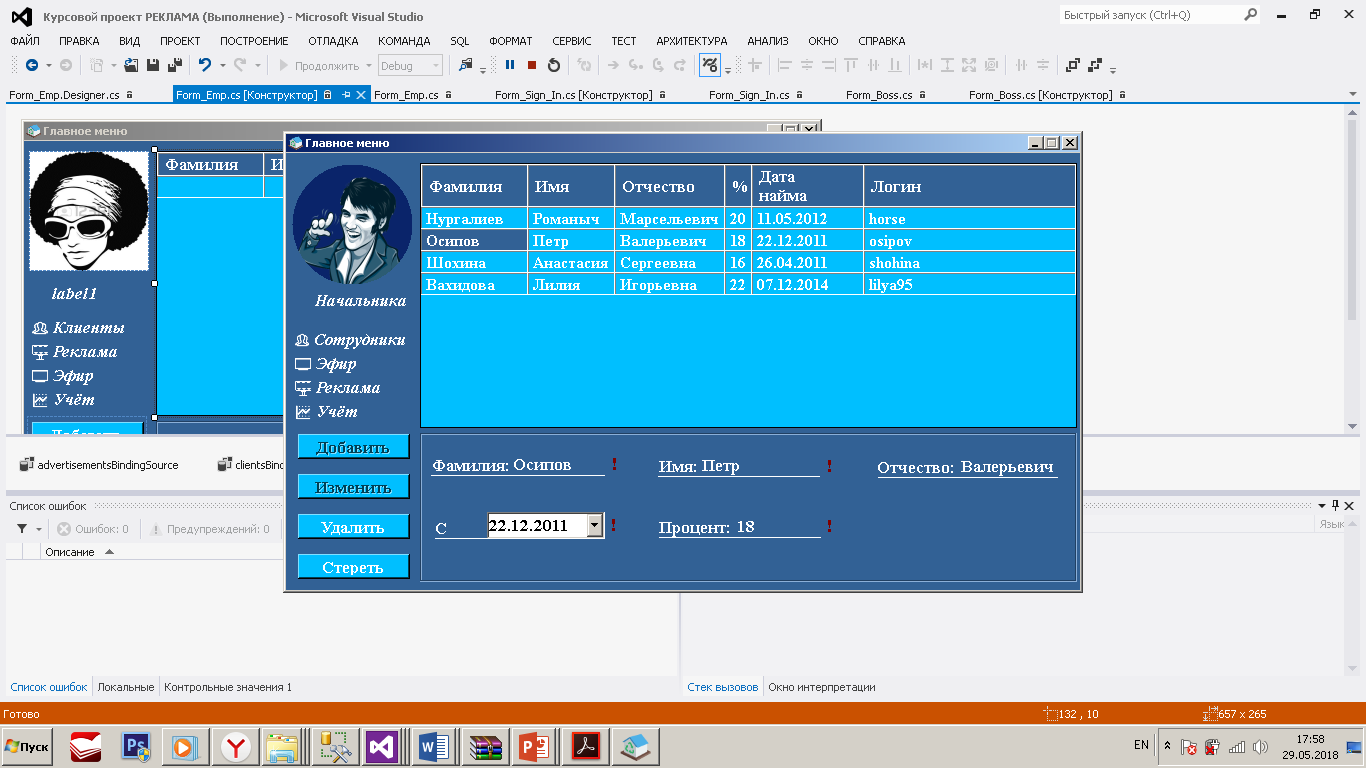 Курсовой проект РЕКЛАМА (Выполнение) - Microsoft Visual Studio
Быстрый запуск (Ctrl+Q)
ФАЙЛ ПРАВКА ВИД ПРОЕКТ ПОСТРОЕНИЕ ОТЛАДКА КОМАНДА SQL ФОРМАТ СЕРВИС ТЕСТ АРХИТЕКТУРА АНАЛИЗ ОКНО СПРАВКА
Продолжить Debug
Form_Emp.Designer.cs Form_Emp.cs [Конструктор] Form_Emp.cs Form_Sign_In.cs [Конструктор] Form_Sign_In.cs Form_Boss.cs Form_Boss.cs [Конструктор]
Главное меню
Фамилия И
label1
Клиенты
Реклама
Эфир
Учёт
Добавить
Главное меню
Начальника
Сотрудники
Эфир
Реклама
Учёт
Добавить
Изменить
Удалить
Стереть
Фамилия Имя Отчество % Дата найма Логин
Нургалиев Романыч Марсельевич 20 11.05.2012 horse
Осипов Петр Валерьевич 18 22.12.2011 osipov
Шохина Анастасия Сергеевна 16 26.04.2011 shohina
Вахидова Лилия Игорьевна 22 07.12.2014 lilya95
Фамилия: Осипов ! Имя: Петр ! Отчество: Валерьевич
С 22.12.2011 ! Процент: 18 !
advertisementsBindingSource clientsBind
Список ошибок
Ошибок: 0 Предупреждений: 0
Язык
Описание
Список ошибок Локальные Контрольные значения 1
Стек вызовов Окно интерпретации
Готово 132 , 10 657 x 265
Пуск
EN 17:58
29.05.2018